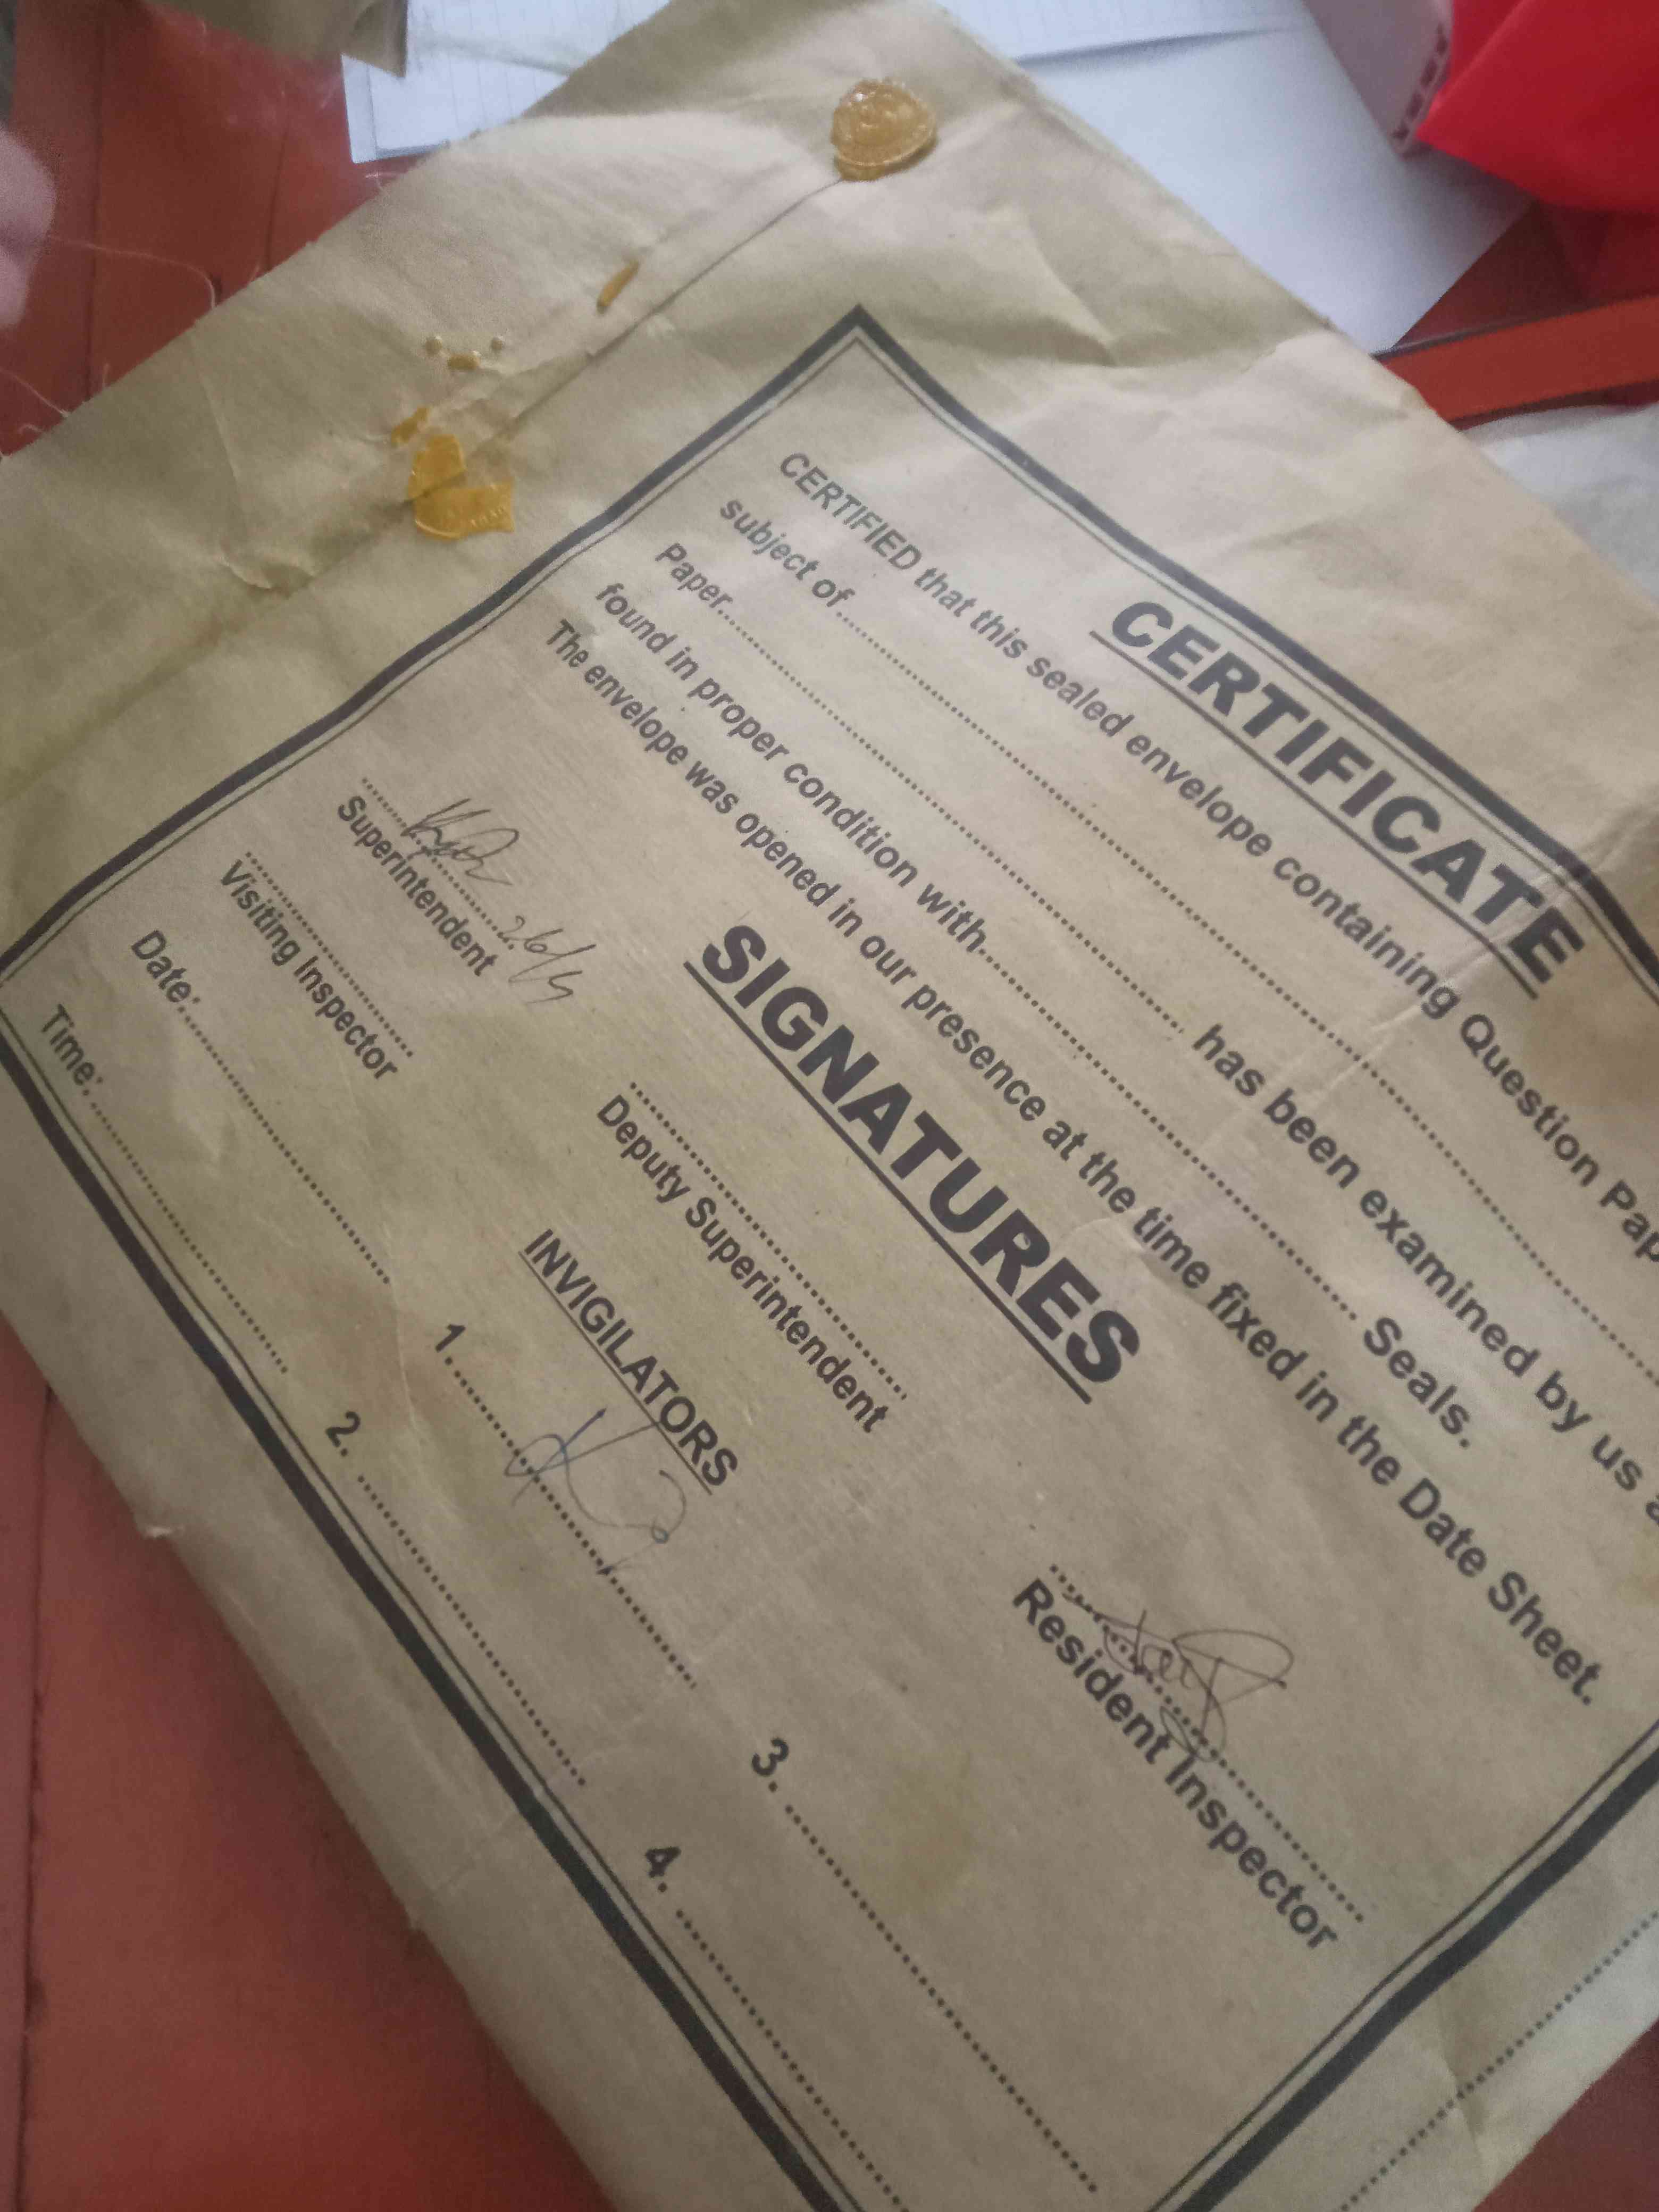 CERTIFICATE
CERTIFIED that this sealed envelope containing Question Pap
subject of
Paper has been examined by us a
found in proper condition with Seals.
The envelope was opened in our presence at the time fixed in the Date Sheet.
SIGNATURES
26/5
Superintendent
Deputy Superintendent
Resident Inspector
Visiting Inspector
INVIGILATORS
Date:
1.
3.
Time:
2.
4.